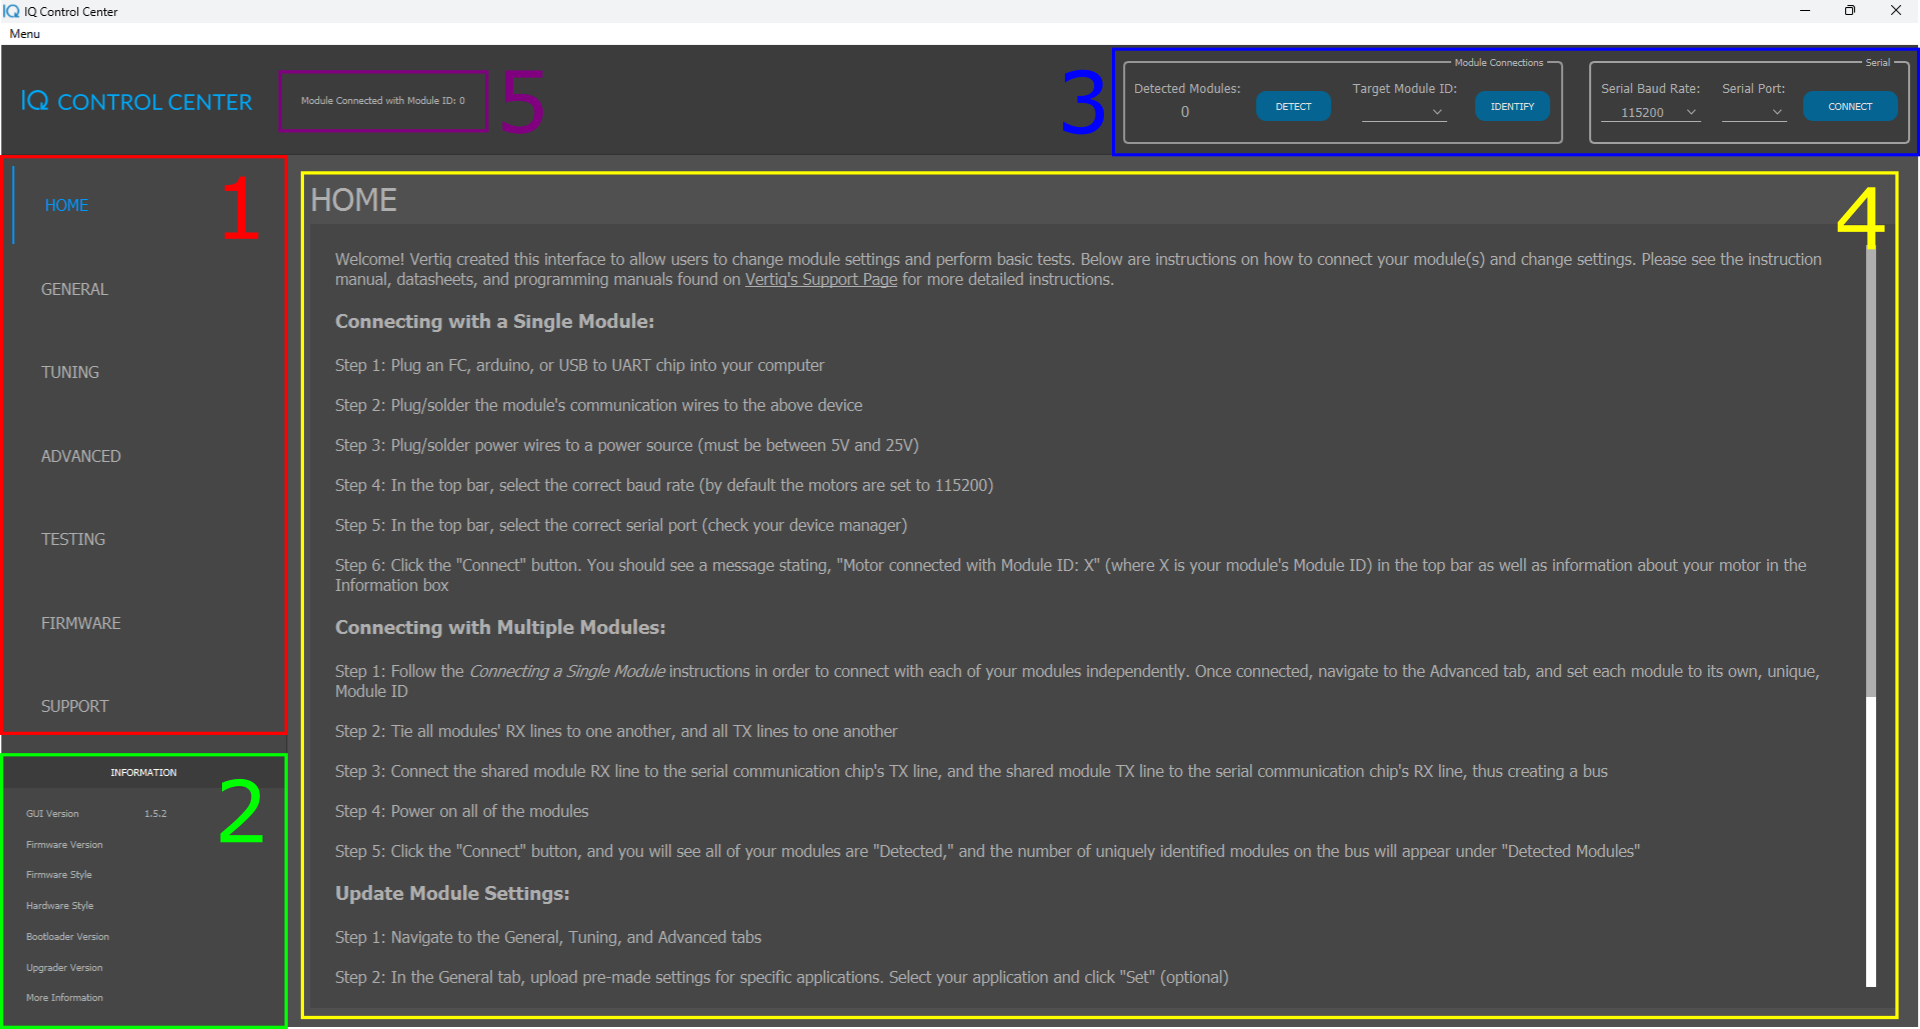 IQ Control Center
Menu
IQ CONTROL CENTER
Module Connected with Module ID: 0
5
3
Module Connections
Detected Modules:
0
DETECT
Target Module ID:
IDENTIFY
Serial
Serial Baud Rate:
115200
Serial Port:
CONNECT
1
HOME
GENERAL
TUNING
ADVANCED
TESTING
FIRMWARE
SUPPORT
2
INFORMATION
GUI Version 1.5.2
Firmware Version
Firmware Style
Hardware Style
Bootloader Version
Upgrader Version
More Information
4
HOME
Welcome! Vertiq created this interface to allow users to change module settings and perform basic tests. Below are instructions on how to connect your module(s) and change settings. Please see the instruction
manual, datasheets, and programming manuals found on Vertiq's Support Page for more detailed instructions.
Connecting with a Single Module:
Step 1: Plug an FC, arduino, or USB to UART chip into your computer
Step 2: Plug/solder the module's communication wires to the above device
Step 3: Plug/solder power wires to a power source (must be between 5V and 25V)
Step 4: In the top bar, select the correct baud rate (by default the motors are set to 115200)
Step 5: In the top bar, select the correct serial port (check your device manager)
Step 6: Click the "Connect" button. You should see a message stating, "Motor connected with Module ID: X" (where X is your module's Module ID) in the top bar as well as information about your motor in the
Information box
Connecting with Multiple Modules:
Step 1: Follow the Connecting a Single Module instructions in order to connect with each of your modules independently. Once connected, navigate to the Advanced tab, and set each module to its own, unique,
Module ID
Step 2: Tie all modules' RX lines to one another, and all TX lines to one another
Step 3: Connect the shared module RX line to the serial communication chip's TX line, and the shared module TX line to the serial communication chip's RX line, thus creating a bus
Step 4: Power on all of the modules
Step 5: Click the "Connect" button, and you will see all of your modules are "Detected," and the number of uniquely identified modules on the bus will appear under "Detected Modules"
Update Module Settings:
Step 1: Navigate to the General, Tuning, and Advanced tabs
Step 2: In the General tab, upload pre-made settings for specific applications. Select your application and click "Set" (optional)